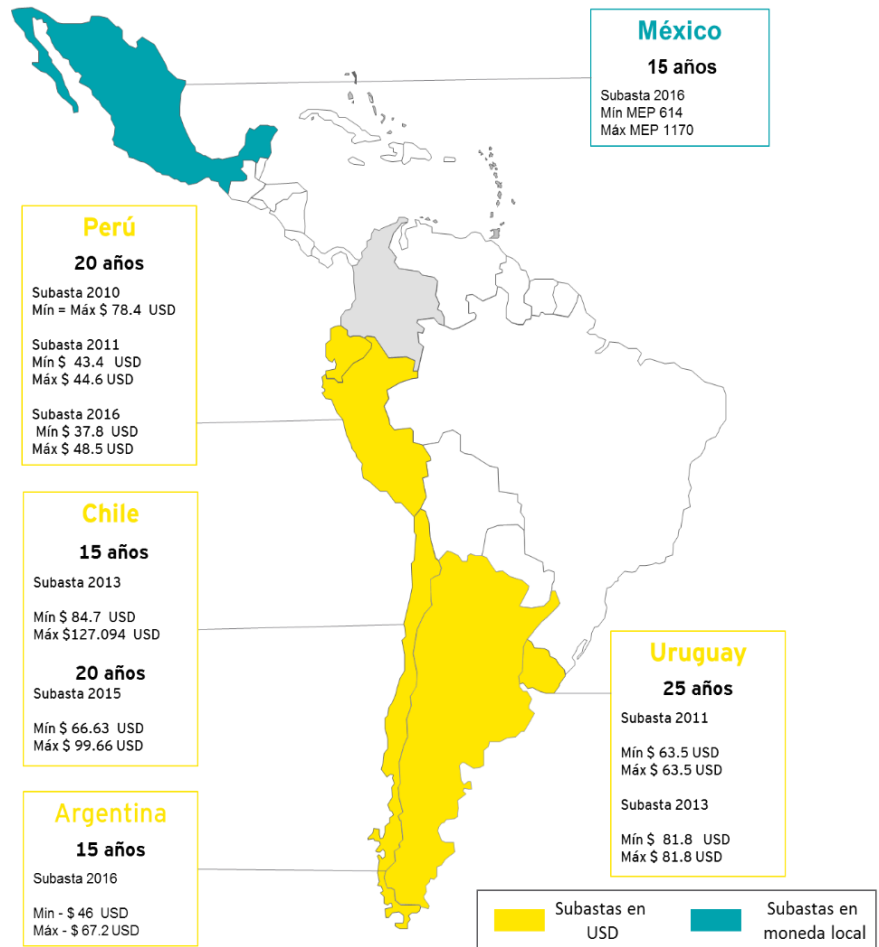 México
15 años
Subasta 2016
Mín MEP 614
Máx MEP 1170
Perú
20 años
Subasta 2010
Mín = Máx $ 78.4 USD
Subasta 2011
Mín $ 43.4 USD
Máx $ 44.6 USD
Subasta 2016
Mín $ 37.8 USD
Máx $ 48.5 USD
Chile
15 años
Subasta 2013
Mín $ 84.7 USD
Máx $127.094 USD
20 años
Subasta 2015
Mín $ 66.63 USD
Máx $ 99.66 USD
Uruguay
25 años
Subasta 2011
Mín $ 63.5 USD
Máx $ 63.5 USD
Subasta 2013
Mín $ 81.8 USD
Máx $ 81.8 USD
Argentina
15 años
Subasta 2016
Min - $ 46 USD
Máx - $ 67.2 USD
Subastas en
USD
Subastas en
moneda local